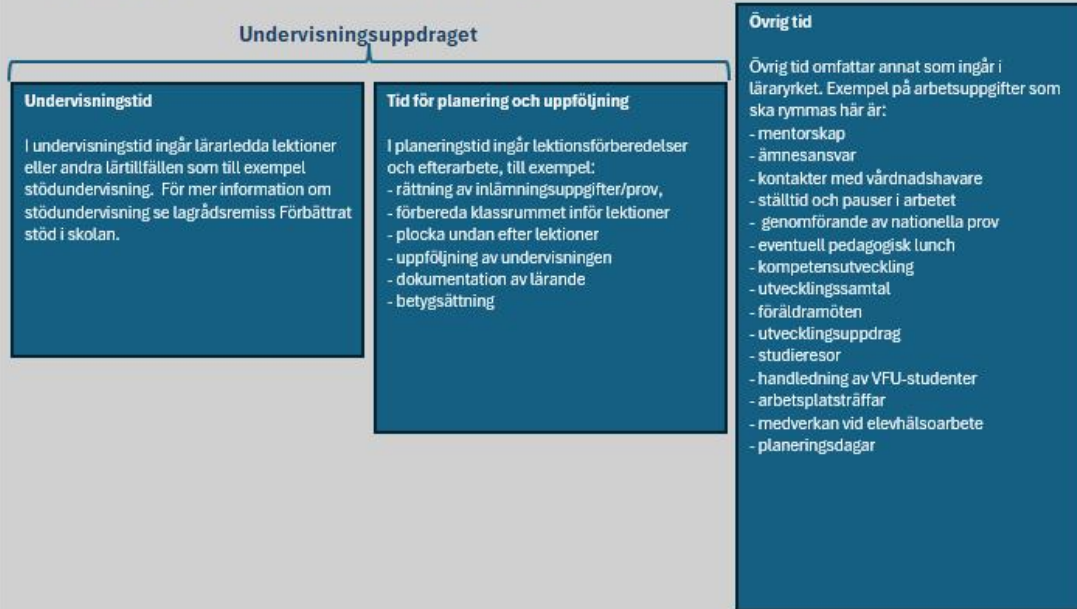 Undervisningsuppdraget
Undervisningstid
I undervisningstid ingår lärarledda lektioner
eller andra lärtillfällen som till exempel
stödundervisning.  För mer information om
stödundervisning se lagrådsremiss Förbättrat
stöd i skolan.
Tid för planering och uppföljning
I planeringstid ingår lektionsförberedelser
och efterarbete, till exempel:
- rättning av inlämningsuppgifter/prov,
- förbereda klassrummet inför lektioner
- plocka undan efter lektioner
- uppföljning av undervisningen
- dokumentation av lärande
- betygsättning
Övrig tid
Övrig tid omfattar annat som ingår i
läraryrket. Exempel på arbetsuppgifter som
ska rymmas här är:
- mentorskap
- ämnesansvar
- kontakter med vårdnadshavare
- ställtid och pauser i arbetet
-  genomförande av nationella prov
- eventuell pedagogisk lunch
- kompetensutveckling
- utvecklingssamtal
- föräldramöten
- utvecklingsuppdrag
- studieresor
- handledning av VFU-studenter
- arbetsplatsträffar
- medverkan vid elevhälsoarbete
- planeringsdagar